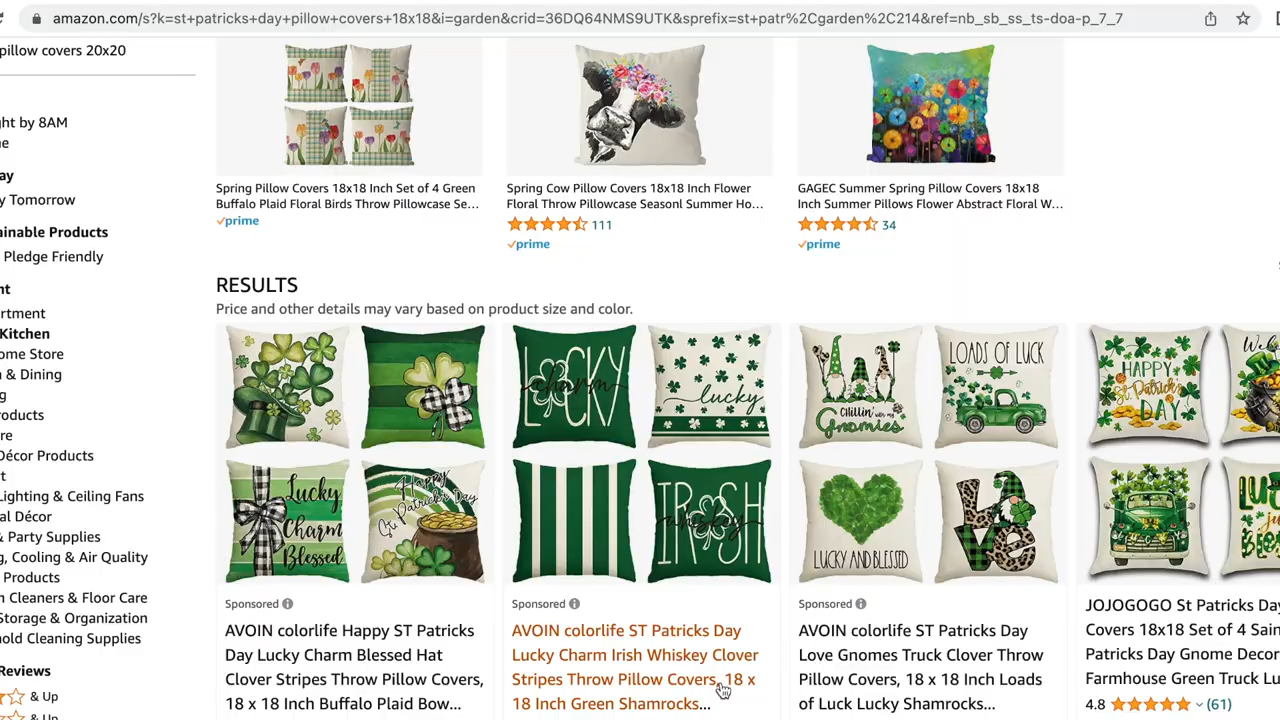 amazon.com/s?k=st+patricks+day+pillow+covers+18x18&i=garden&crid=36DQ64NMS9UTK&sprefix=st+patr%2Cgarden%2C214&ref=nb_sb_ss_ts-doa-p_7_7
pillow covers 20x20
ght by 8AM
ne
ay
y Tomorrow
ainable Products
Pledge Friendly
nt
rtment
Kitchen
ome Store
n & Dining
g
roducts
re
Décor Products
t
Lighting & Ceiling Fans
al Décor
& Party Supplies
g, Cooling & Air Quality
Products
n Cleaners & Floor Care
Storage & Organization
hold Cleaning Supplies
Reviews
& Up
& Up
Spring Pillow Covers 18x18 Inch Set of 4 Green
Buffalo Plaid Floral Birds Throw Pillowcase Se...
prime
Spring Cow Pillow Covers 18x18 Inch Flower
Floral Throw Pillowcase Seasonl Summer Ho...
111
prime
GAGEC Summer Spring Pillow Covers 18x18
Inch Summer Pillows Flower Abstract Floral W...
34
prime
RESULTS
Price and other details may vary based on product size and color.
Lucky
Charm
Blessed
Happy
St Patrick's Day
Sponsored
AVOIN colorlife Happy ST Patricks
Day Lucky Charm Blessed Hat
Clover Stripes Throw Pillow Covers,
18 x 18 Inch Buffalo Plaid Bow...
LUCKY
charm
lucky
IRISH
whiskey
Sponsored
AVOIN colorlife ST Patricks Day
Lucky Charm Irish Whiskey Clover
Stripes Throw Pillow Covers, 18 x
18 Inch Green Shamrocks...
CHILLIN' with my
Gnomies
LOADS OF LUCK
LUCKY AND BLESSED
LOVE
Sponsored
AVOIN colorlife ST Patricks Day
Love Gnomes Truck Clover Throw
Pillow Covers, 18 x 18 Inch Loads
of Luck Lucky Shamrocks...
HAPPY
St. Patrick's
DAY
JOJOGOGO St Patricks Day
Covers 18x18 Set of 4 Sain
Patricks Day Gnome Decor
Farmhouse Green Truck Lu
4.8
(61)